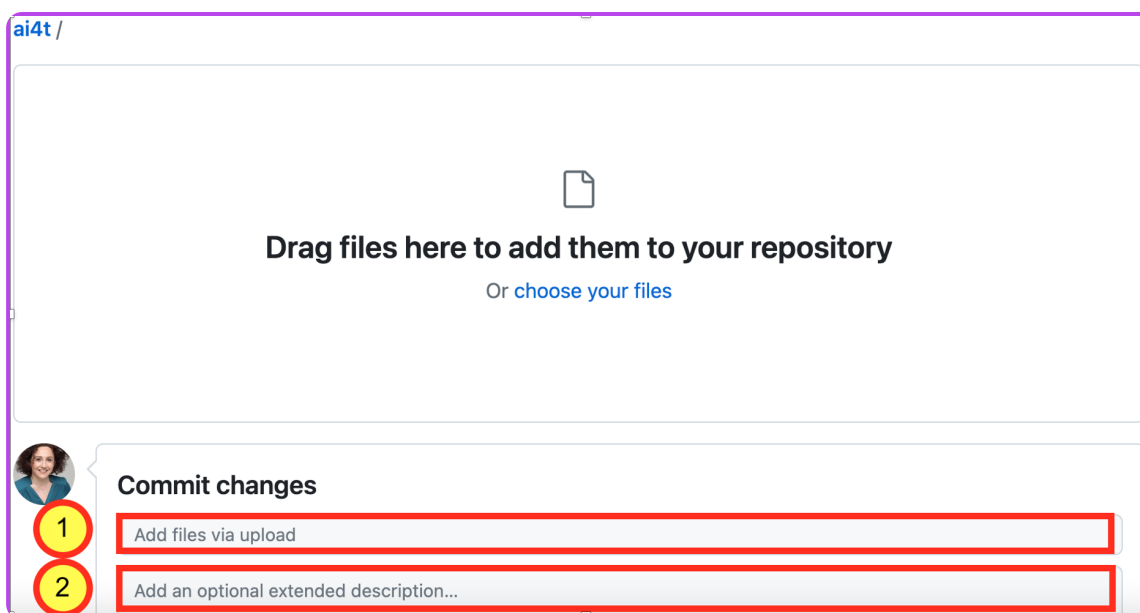 ai4t /
Drag files here to add them to your repository
Or choose your files
Commit changes
1
Add files via upload
2
Add an optional extended description...